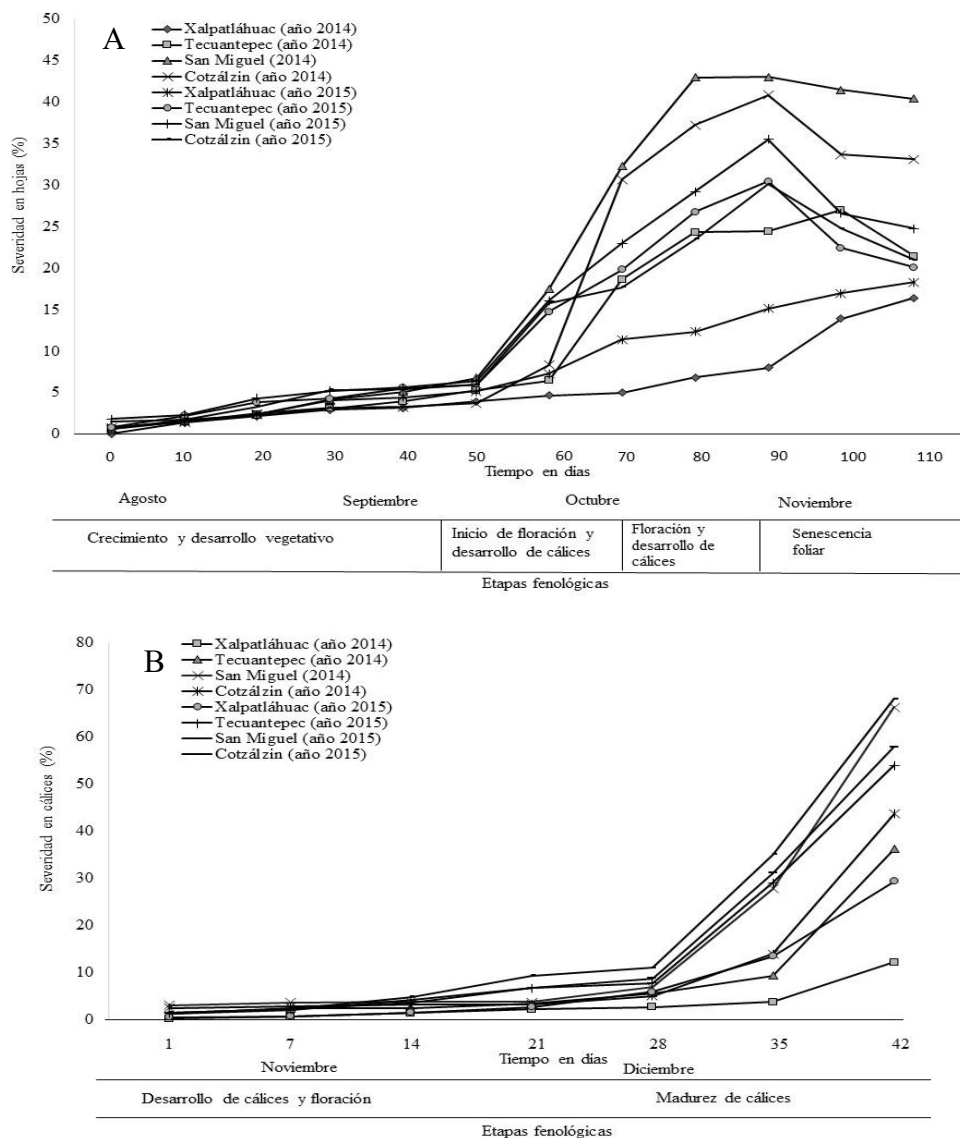 A
Xalpatláhuac (año 2014)
Tecuantepec (año 2014)
San Miguel (2014)
Cotzálzin (año 2014)
Xalpatláhuac (año 2015)
Tecuantepec (año 2015)
San Miguel (año 2015)
Cotzálzin (año 2015)
Severidad en hojas (%)
50
45
40
35
30
25
20
15
10
5
0
0 10 20 30 40 50 60 70 80 90 100 110
Tiempo en días
Agosto Septiembre Octubre Noviembre
Crecimiento y desarrollo vegetativo
Inicio de floración y
desarrollo de cálices
Floración y
desarrollo de
cálices
Senescencia
foliar
Etapas fenológicas
B
Xalpatláhuac (año 2014)
Tecuantepec (año 2014)
San Miguel (2014)
Cotzálzin (año 2014)
Xalpatláhuac (año 2015)
Tecuantepec (año 2015)
San Miguel (año 2015)
Cotzálzin (año 2015)
Severidad en cálices (%)
80
70
60
50
40
30
20
10
0
1 7 14 21 28 35 42
Tiempo en días
Noviembre Diciembre
Desarrollo de cálices y floración Madurez de cálices
Etapas fenológicas